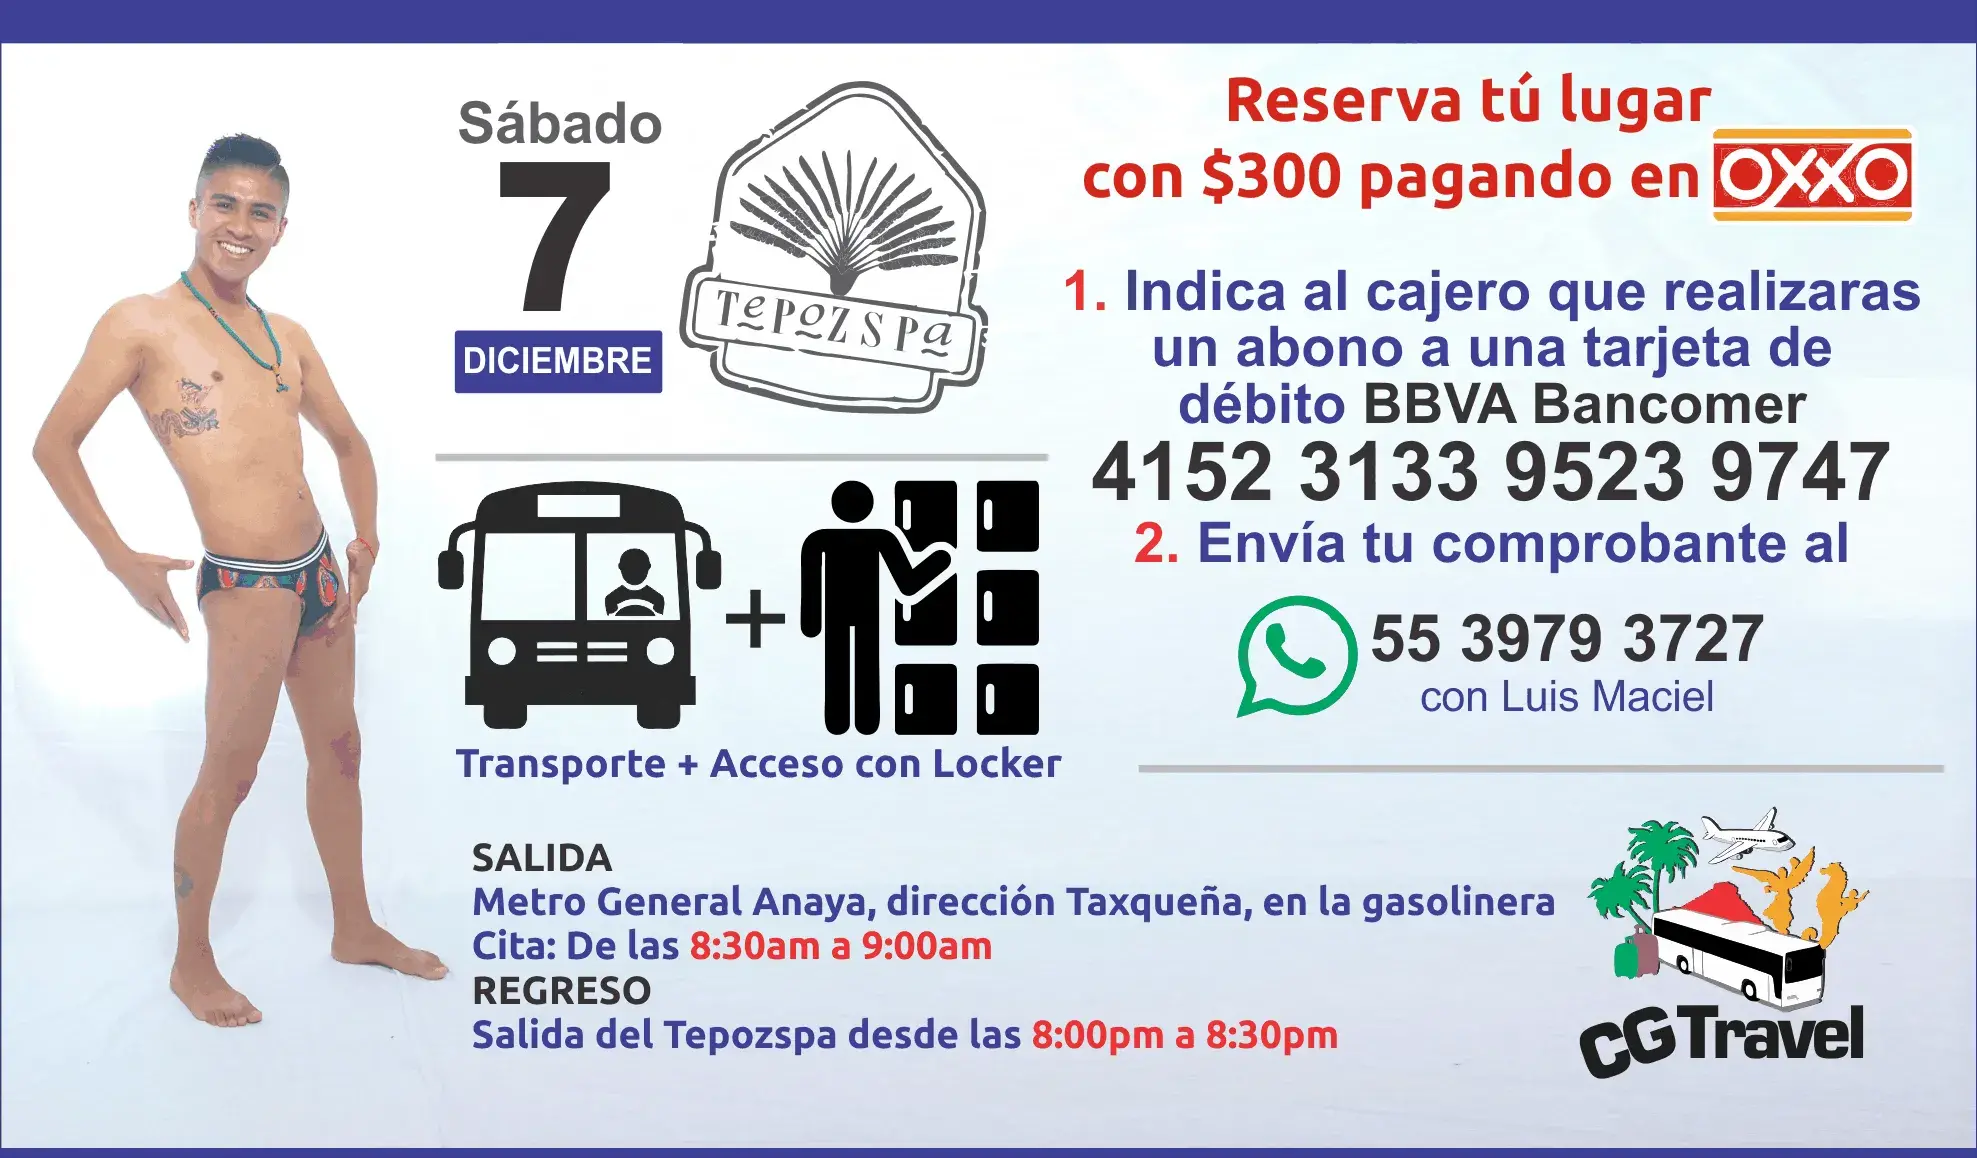 Sábado
7
DICIEMBRE
TepozSPa
Reserva tú lugar
con $300 pagando en OXXO
1. Indica al cajero que realizaras
un abono a una tarjeta de
débito BBVA Bancomer
4152 3133 9523 9747
2. Envía tu comprobante al
55 3979 3727
con Luis Maciel
+
Transporte + Acceso con Locker
SALIDA
Metro General Anaya, dirección Taxqueña, en la gasolinera
Cita: De las 8:30am a 9:00am
REGRESO
Salida del Tepozspa desde las 8:00pm a 8:30pm
CGTravel